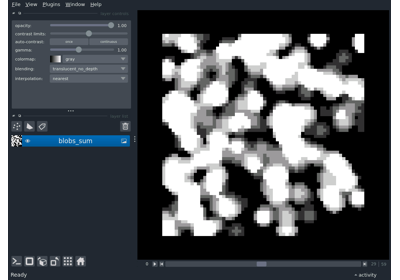 File View Plugins Window Help
opacity: 1.00
contrast limits:
auto-contrast: once continuous
gamma: 1.00
colormap: gray
blending: translucent_no_depth
interpolation: nearest
blobs_sum
Ready
activity